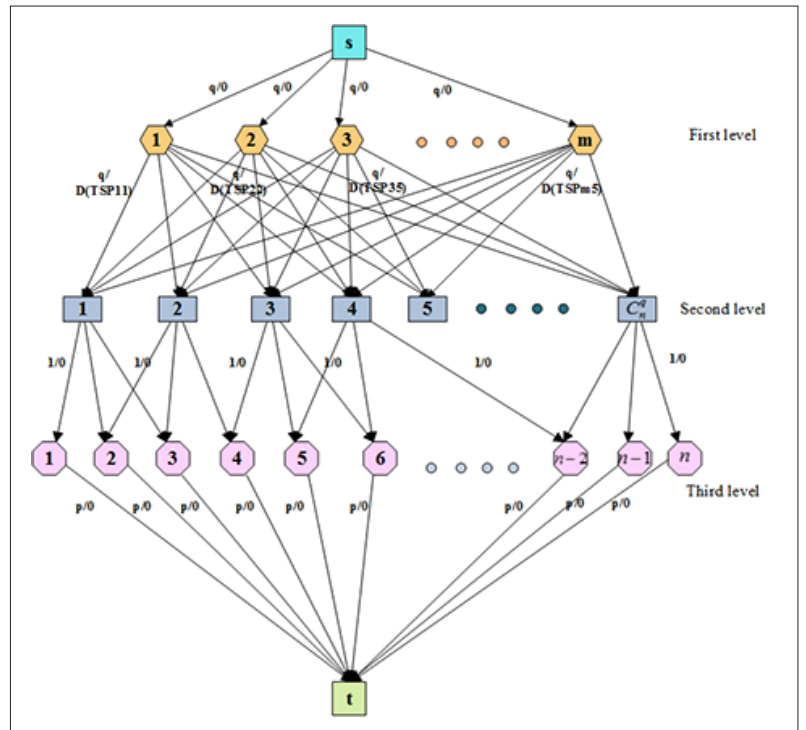 s
q/0 q/0 q/0 q/0
1 2 3 m First level
q/ D(TSP11) q/ D(TSP22) q/ D(TSP35) q/ D(TSPm5)
1 2 3 4 5 C_n^q Second level
1/0 1/0 1/0 1/0 1/0 1/0
1 2 3 4 5 6 n-2 n-1 n
Third level
p/0 p/0 p/0 p/0 p/0 p/0 p/0 p/0 p/0
t